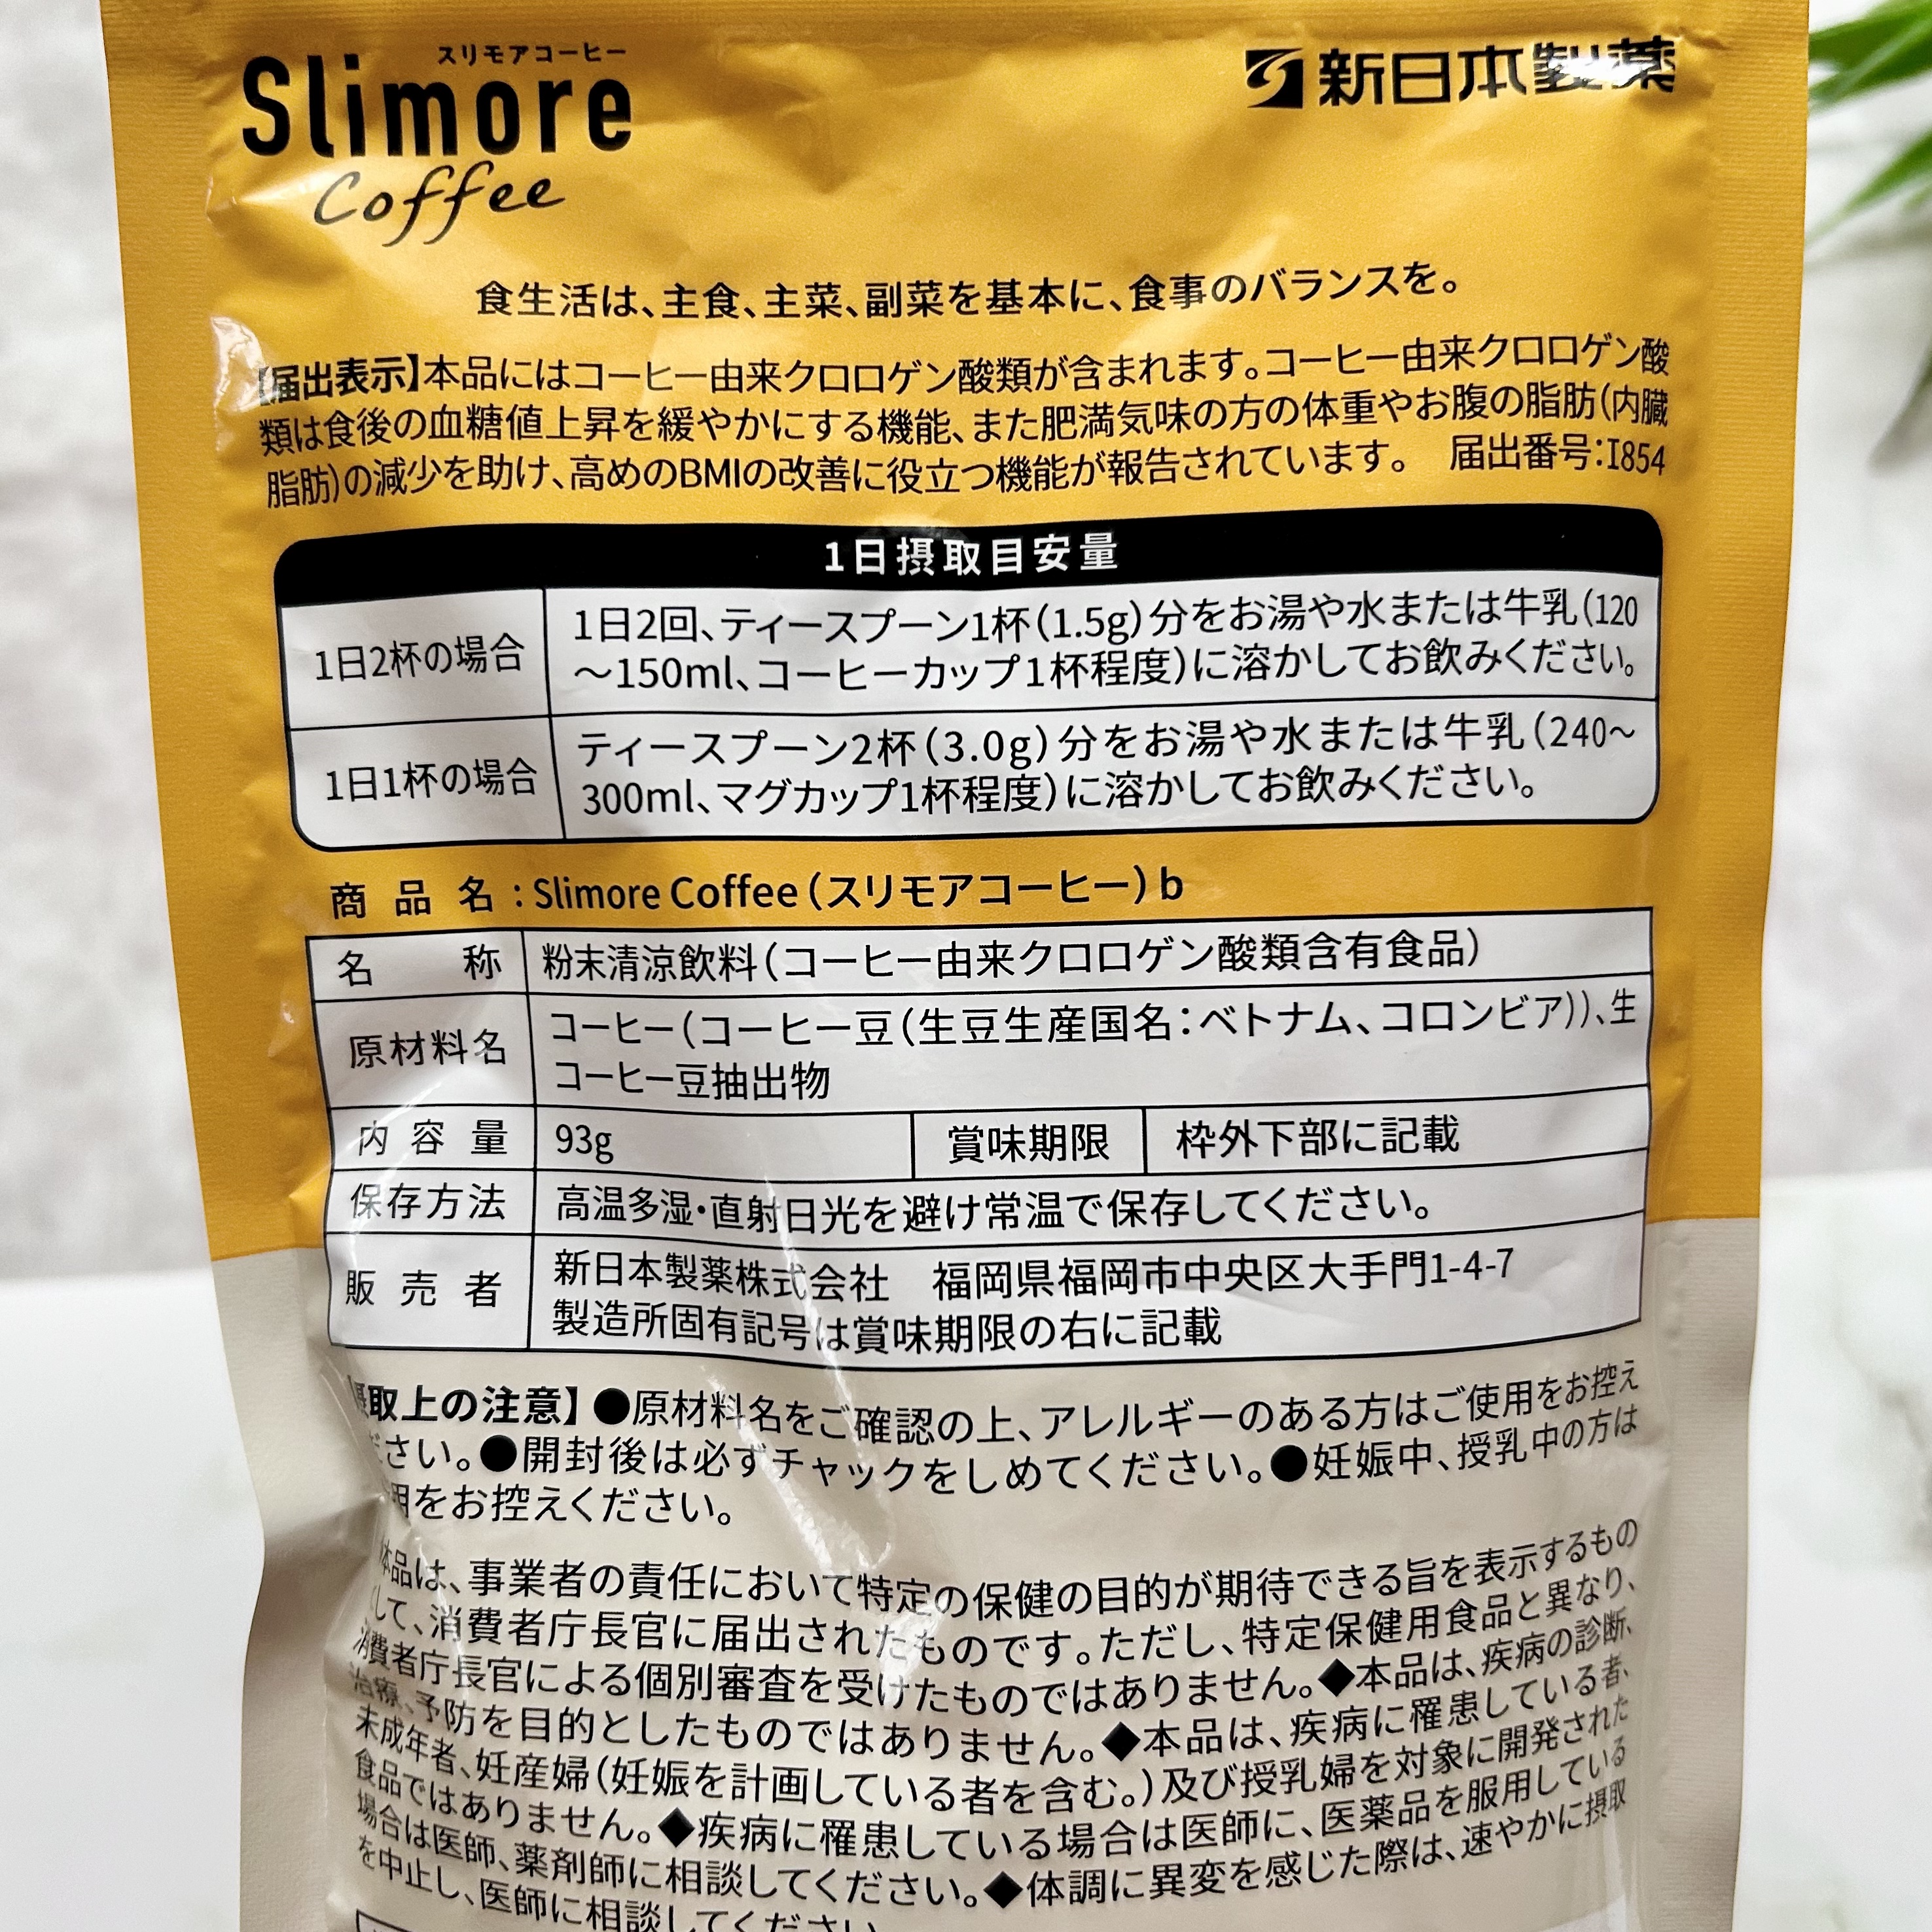 スリモアコーヒー
Slimore
Coffee
新日本製薬
食生活は、主食、主菜、副菜を基本に、食事のバランスを。
【届出表示】本品にはコーヒー由来クロロゲン酸類が含まれます。コーヒー由来クロロゲン酸
類は食後の血糖値上昇を緩やかにする機能、また肥満気味の方の体重やお腹の脂肪(内臓
脂肪)の減少を助け、高めのBMIの改善に役立つ機能が報告されています。 届出番号:I854
1日摂取目安量
1日2杯の場合
1日2回、ティースプーン1杯(1.5g)分をお湯や水または牛乳(120
～150ml、コーヒーカップ1杯程度)に溶かしてお飲みください。
1日1杯の場合
ティースプーン2杯(3.0g)分をお湯や水または牛乳(240～
300ml、マグカップ1杯程度)に溶かしてお飲みください。
商品名:Slimore Coffee(スリモアコーヒー)b
名称 粉末清涼飲料(コーヒー由来クロロゲン酸類含有食品)
原材料名
コーヒー(コーヒー豆(生豆生産国名:ベトナム、コロンビア))、生
コーヒー豆抽出物
内容量 93g 賞味期限 枠外下部に記載
保存方法 高温多湿・直射日光を避け常温で保存してください。
販売者
新日本製薬株式会社 福岡県福岡市中央区大手門1-4-7
製造所固有記号は賞味期限の右に記載
取上の注意】●原材料名をご確認の上、アレルギーのある方はご使用をお控え
さい。●開封後は必ずチャックをしめてください。●妊娠中、授乳中の方は
用をお控えください。
本品は、事業者の責任において特定の保健の目的が期待できる旨を表示するもの
して、消費者庁長官に届出されたものです。ただし、特定保健用食品と異なり、
消費者庁長官による個別審査を受けたものではありません。◆本品は、疾病の診断、
治療、予防を目的としたものではありません。◆本品は、疾病に罹患している者、
未成年者、妊産婦(妊娠を計画している者を含む。)及び授乳婦を対象に開発された
食品ではありません。◆疾病に罹患している場合は医師に、医薬品を服用している
場合は医師、薬剤師に相談してください。◆体調に異変を感じた際は、速やかに摂取
を中止し、医師に相談してください。